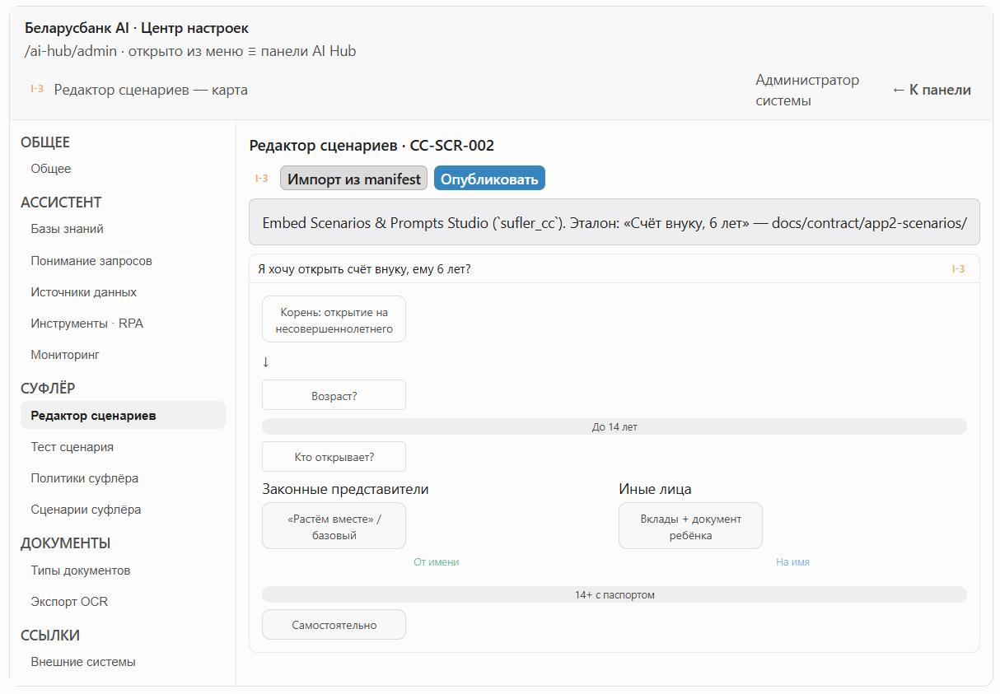 Беларусбанк AI · Центр настроек
/ai-hub/admin · открыто из меню ☰ панели AI Hub
I-3 Редактор сценариев — карта
Администратор
системы
← К панели
ОБЩЕЕ
Общее
АССИСТЕНТ
Базы знаний
Понимание запросов
Источники данных
Инструменты · RPA
Мониторинг
СУФЛЁР
Редактор сценариев
Тест сценария
Политики суфлёра
Сценарии суфлёра
ДОКУМЕНТЫ
Типы документов
Экспорт OCR
ССЫЛКИ
Внешние системы
Редактор сценариев · CC-SCR-002
I-3 Импорт из manifest Опубликовать
Embed Scenarios & Prompts Studio (`sufler_cc`). Эталон: «Счёт внуку, 6 лет» — docs/contract/app2-scenarios/
Я хочу открыть счёт внуку, ему 6 лет? I-3
Корень: открытие на
несовершеннолетнего
↓
Возраст?
До 14 лет
Кто открывает?
Законные представители
«Растём вместе» /
базовый
От имени
Иные лица
Вклады + документ
ребёнка
На имя
14+ с паспортом
Самостоятельно